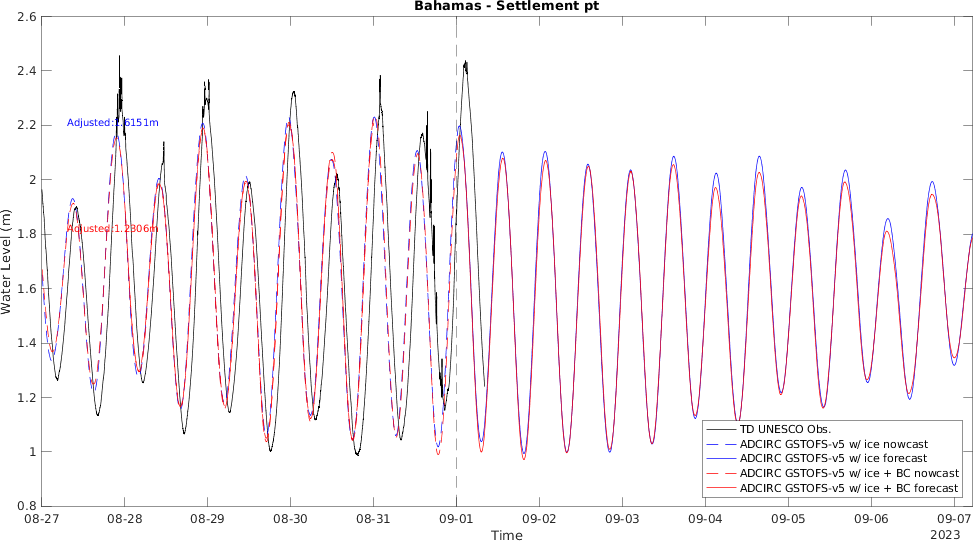 Bahamas - Settlement pt
2.6
2.4
2.2
2
1.8
1.6
1.4
1.2
1
0.8
Water Level (m)
Adjusted:1.6151m
Adjusted:1.2306m
TD UNESCO Obs.
ADCIRC GSTOFS-v5 w/ ice nowcast
ADCIRC GSTOFS-v5 w/ ice forecast
ADCIRC GSTOFS-v5 w/ ice + BC nowcast
ADCIRC GSTOFS-v5 w/ ice + BC forecast
08-27 08-28 08-29 08-30 08-31 09-01 09-02 09-03 09-04 09-05 09-06 09-07
2023
Time